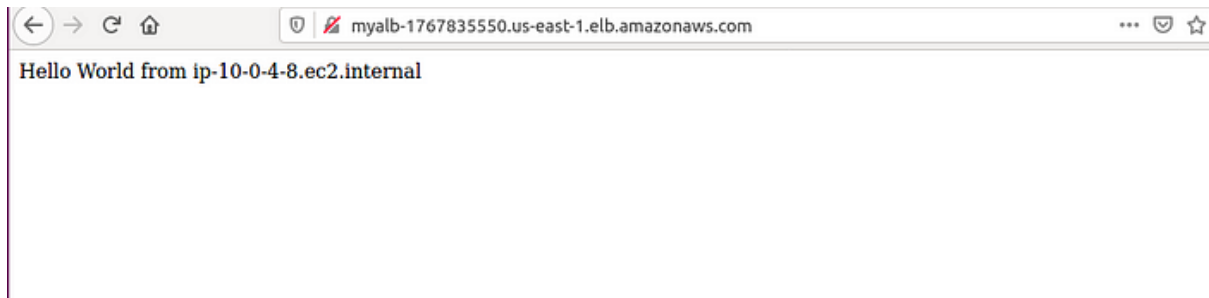 myalb-1767835550.us-east-1.elb.amazonaws.com
Hello World from ip-10-0-4-8.ec2.internal